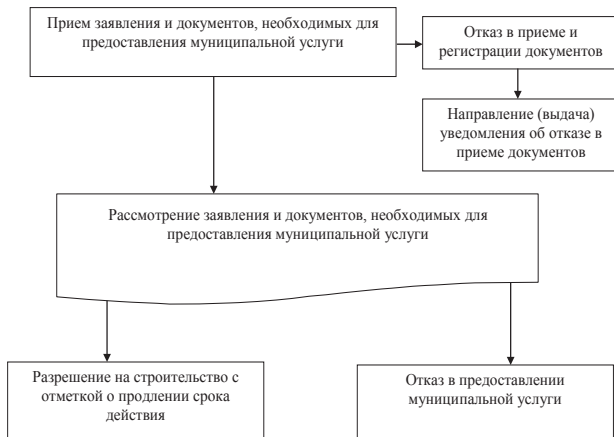 Прием заявления и документов, необходимых для
предоставления муниципальной услуги
Отказ в приеме и
регистрации документов
Направление (выдача)
уведомления об отказе в
приеме документов
Рассмотрение заявления и документов, необходимых для
предоставления муниципальной услуги
Разрешение на строительство с
отметкой о продлении срока
действия
Отказ в предоставлении
муниципальной услуги